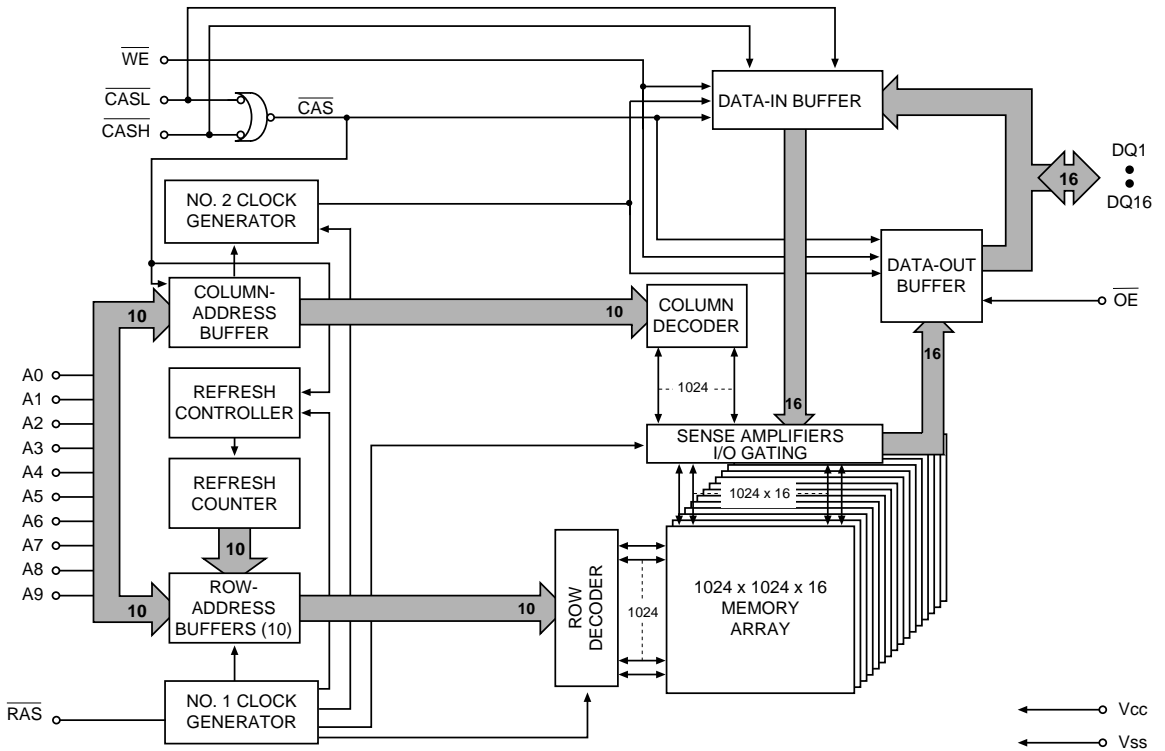 WE
CASL
CAS
CASH
DATA-IN BUFFER
DQ1
16
DQ16
NO. 2 CLOCK
GENERATOR
DATA-OUT
BUFFER
OE
COLUMN-
ADDRESS
BUFFER
10
10
COLUMN
DECODER
16
A0
A1
A2
A3
A4
A5
A6
A7
A8
A9
REFRESH
CONTROLLER
1024
16
SENSE AMPLIFIERS
I/O GATING
REFRESH
COUNTER
1024 x 16
10
ROW-
ADDRESS
BUFFERS (10)
10
10
ROW
DECODER
1024
1024 x 1024 x 16
MEMORY
ARRAY
RAS
NO. 1 CLOCK
GENERATOR
Vcc
Vss